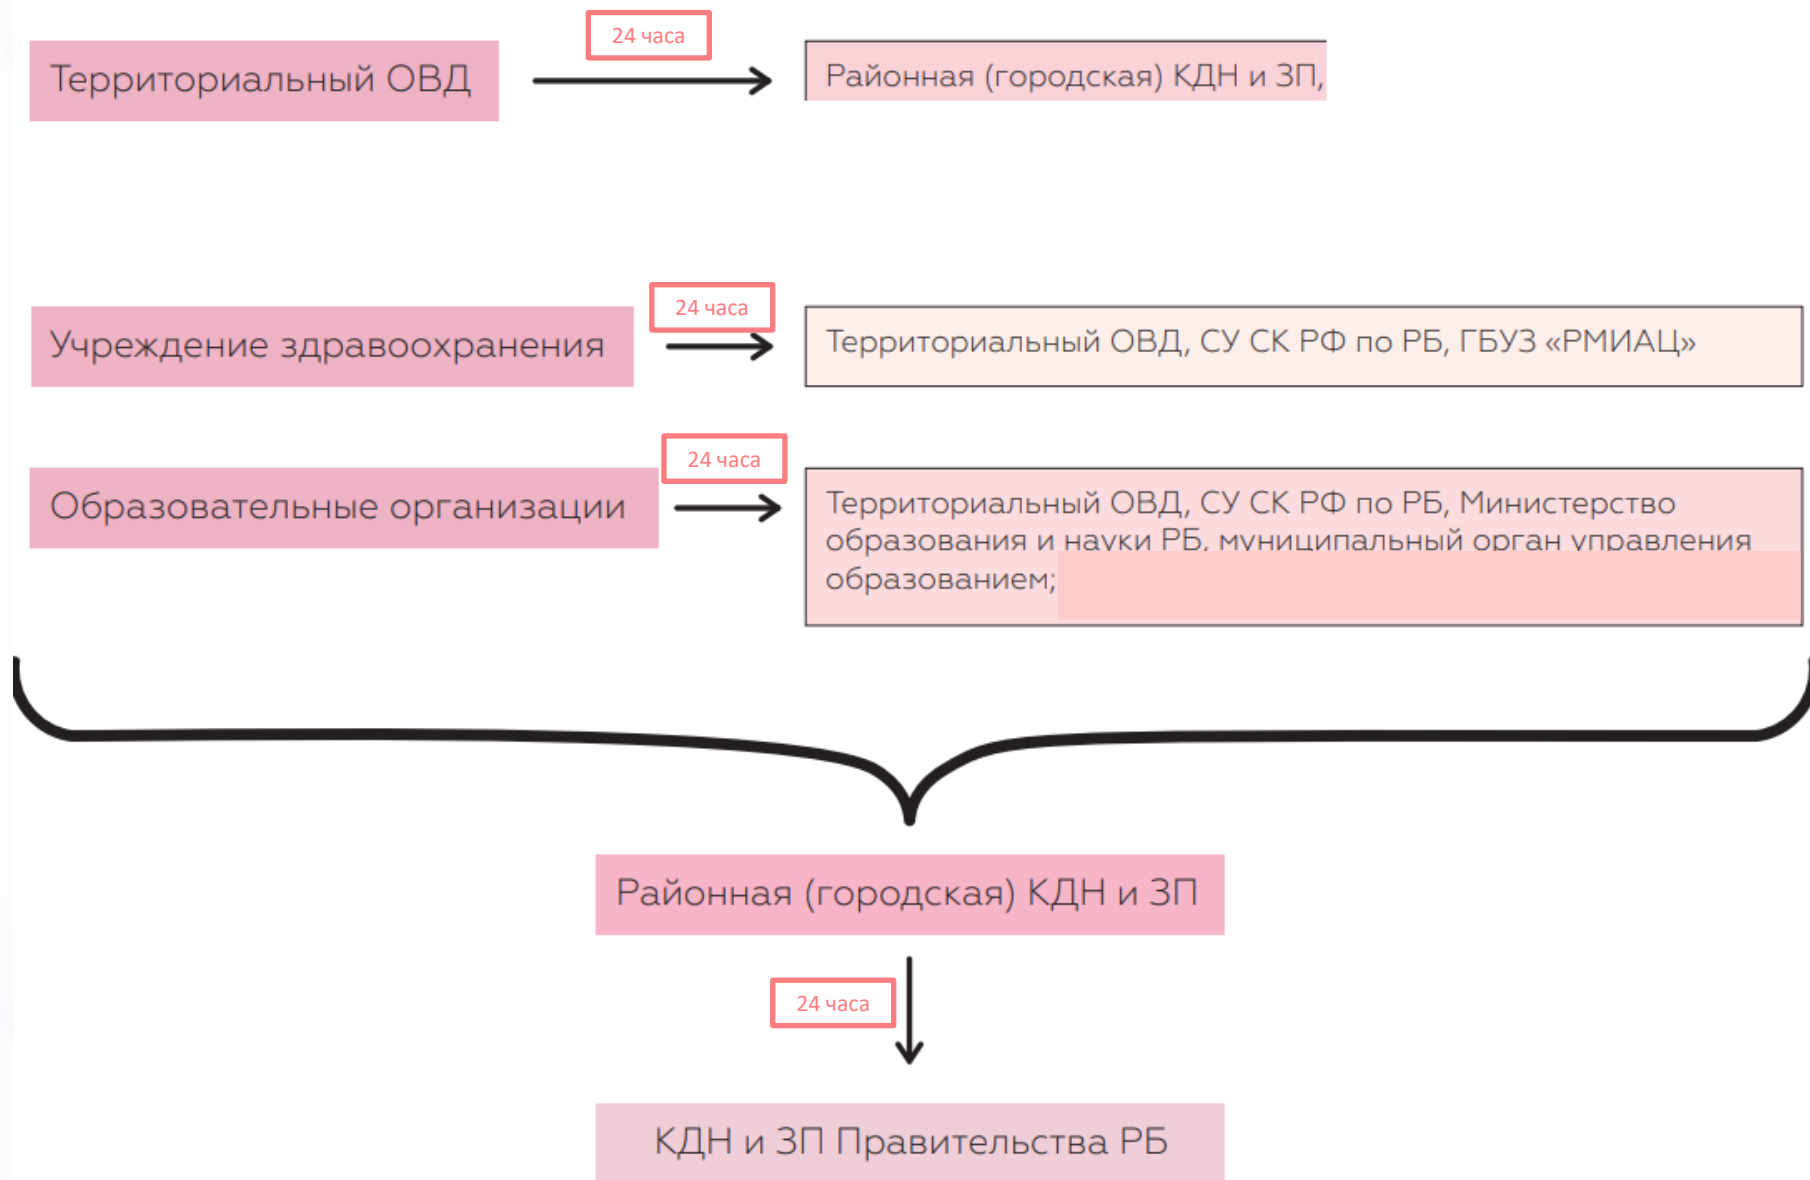 24 часа
Территориальный ОВД
Районная (городская) КДН и ЗП,
24 часа
Учреждение здравоохранения
Территориальный ОВД, СУ СК РФ по РБ, ГБУЗ «РМИАЦ»
24 часа
Образовательные организации
Территориальный ОВД, СУ СК РФ по РБ, Министерство
образования и науки РБ, муниципальный орган управления
образованием;
Районная (городская) КДН и ЗП
24 часа
КДН и ЗП Правительства РБ